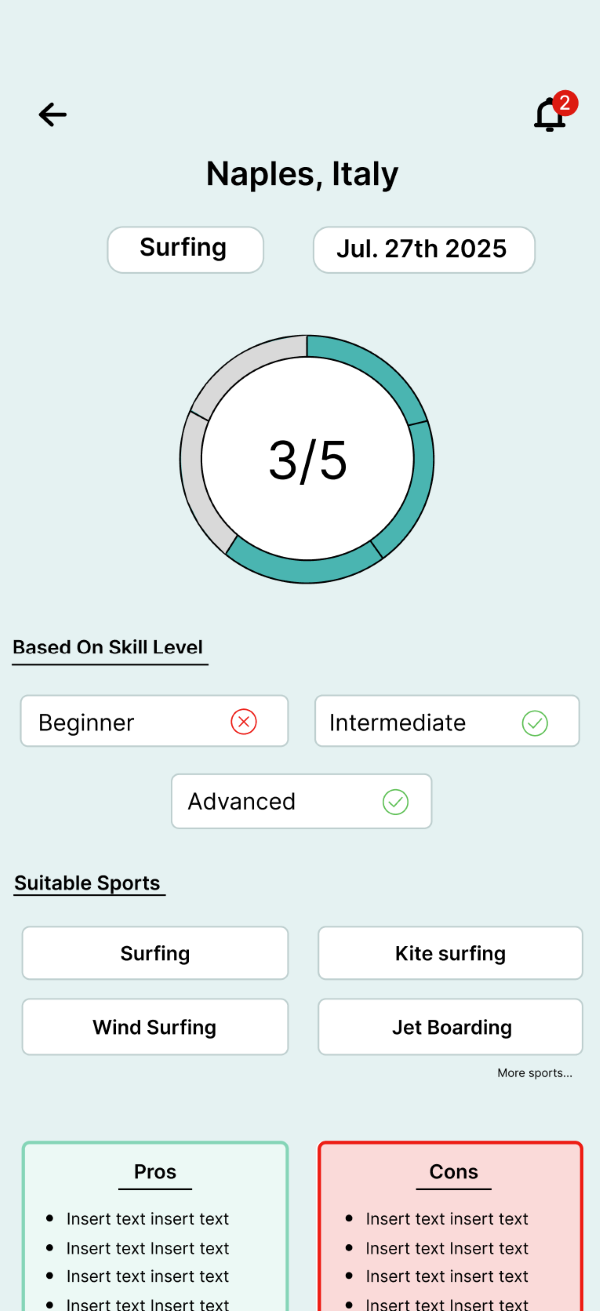 2
Naples, Italy
Surfing
Jul. 27th 2025
3/5
Based On Skill Level
Beginner
Intermediate
Advanced
Suitable Sports
Surfing
Kite surfing
Wind Surfing
Jet Boarding
More sports...
Pros
• Insert text insert text
• Insert text Insert text
• Insert text insert text
• Insert text Insert text
Cons
• Insert text insert text
• Insert text Insert text
• Insert text insert text
• Insert text Insert text